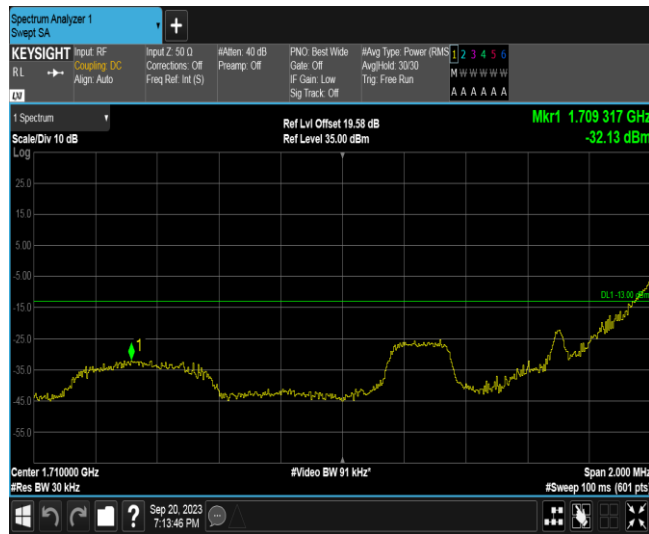 Spectrum Analyzer 1
Swept SA
+
KEYSIGHT
RL
LXI
Input: RF
Coupling: DC
Align: Auto
Input Z: 50 Ω
Corrections: Off
Freq Ref: Int (S)
#Atten: 40 dB
Preamp: Off
PNO: Best Wide
Gate: Off
IF Gain: Low
Sig Track: Off
#Avg Type: Power (RMS
Avg|Hold: 30/30
Trig: Free Run
1 2 3 4 5 6
M W W W W W
A A A A A A
1 Spectrum
Scale/Div 10 dB
Log
Ref Lvl Offset 19.58 dB
Ref Level 35.00 dBm
Mkr1 1.709 317 GHz
-32.13 dBm
25.0
15.0
5.00
-5.00
DL1 -13.00 dBm
-15.0
-25.0
1
-35.0
-45.0
-55.0
Center 1.710000 GHz
#Res BW 30 kHz
#Video BW 91 kHz*
Span 2.000 MHz
#Sweep 100 ms (601 pts
?
Sep 20, 2023
7:13:46 PM